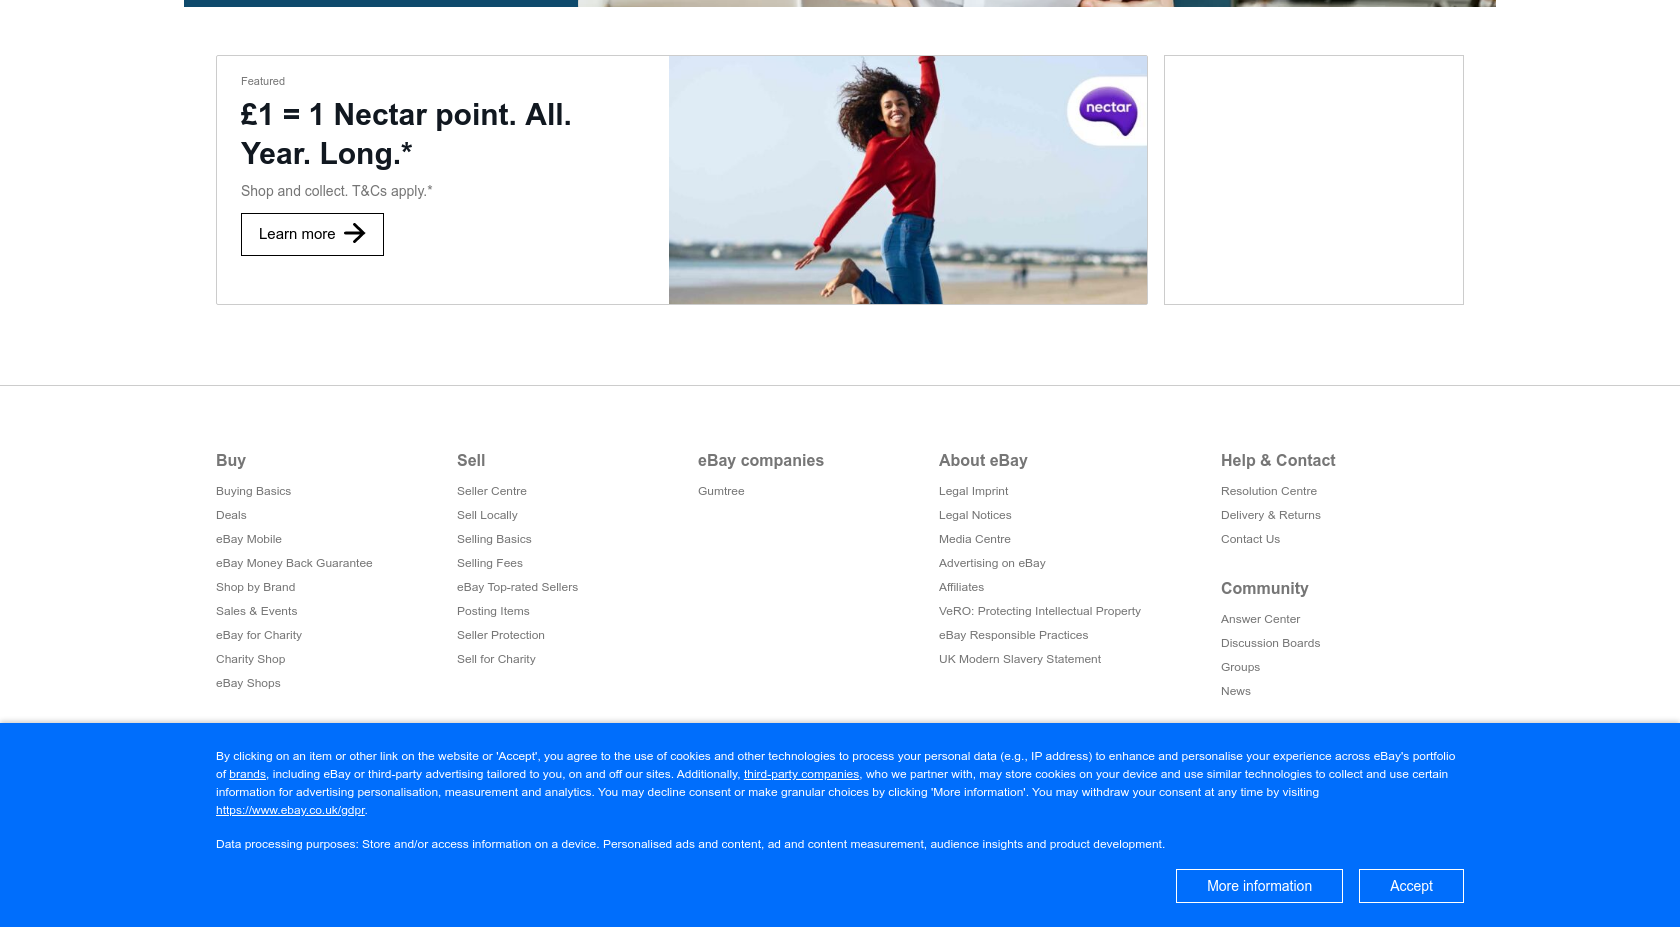 Featured
£1 = 1 Nectar point. All.
Year. Long.*
Shop and collect. T&Cs apply.*
Learn more
nectar
Buy
Buying Basics
Deals
eBay Mobile
eBay Money Back Guarantee
Shop by Brand
Sales & Events
eBay for Charity
Charity Shop
eBay Shops
Sell
Seller Centre
Sell Locally
Selling Basics
Selling Fees
eBay Top-rated Sellers
Posting Items
Seller Protection
Sell for Charity
eBay companies
Gumtree
About eBay
Legal Imprint
Legal Notices
Media Centre
Advertising on eBay
Affiliates
VeRO: Protecting Intellectual Property
eBay Responsible Practices
UK Modern Slavery Statement
Help & Contact
Resolution Centre
Delivery & Returns
Contact Us
Community
Answer Center
Discussion Boards
Groups
News
By clicking on an item or other link on the website or 'Accept', you agree to the use of cookies and other technologies to process your personal data (e.g., IP address) to enhance and personalise your experience across eBay's portfolio
of brands, including eBay or third-party advertising tailored to you, on and off our sites. Additionally, third-party companies, who we partner with, may store cookies on your device and use similar technologies to collect and use certain
information for advertising personalisation, measurement and analytics. You may decline consent or make granular choices by clicking 'More information'. You may withdraw your consent at any time by visiting
https://www.ebay.co.uk/gdpr.
Data processing purposes: Store and/or access information on a device. Personalised ads and content, ad and content measurement, audience insights and product development.
More information
Accept